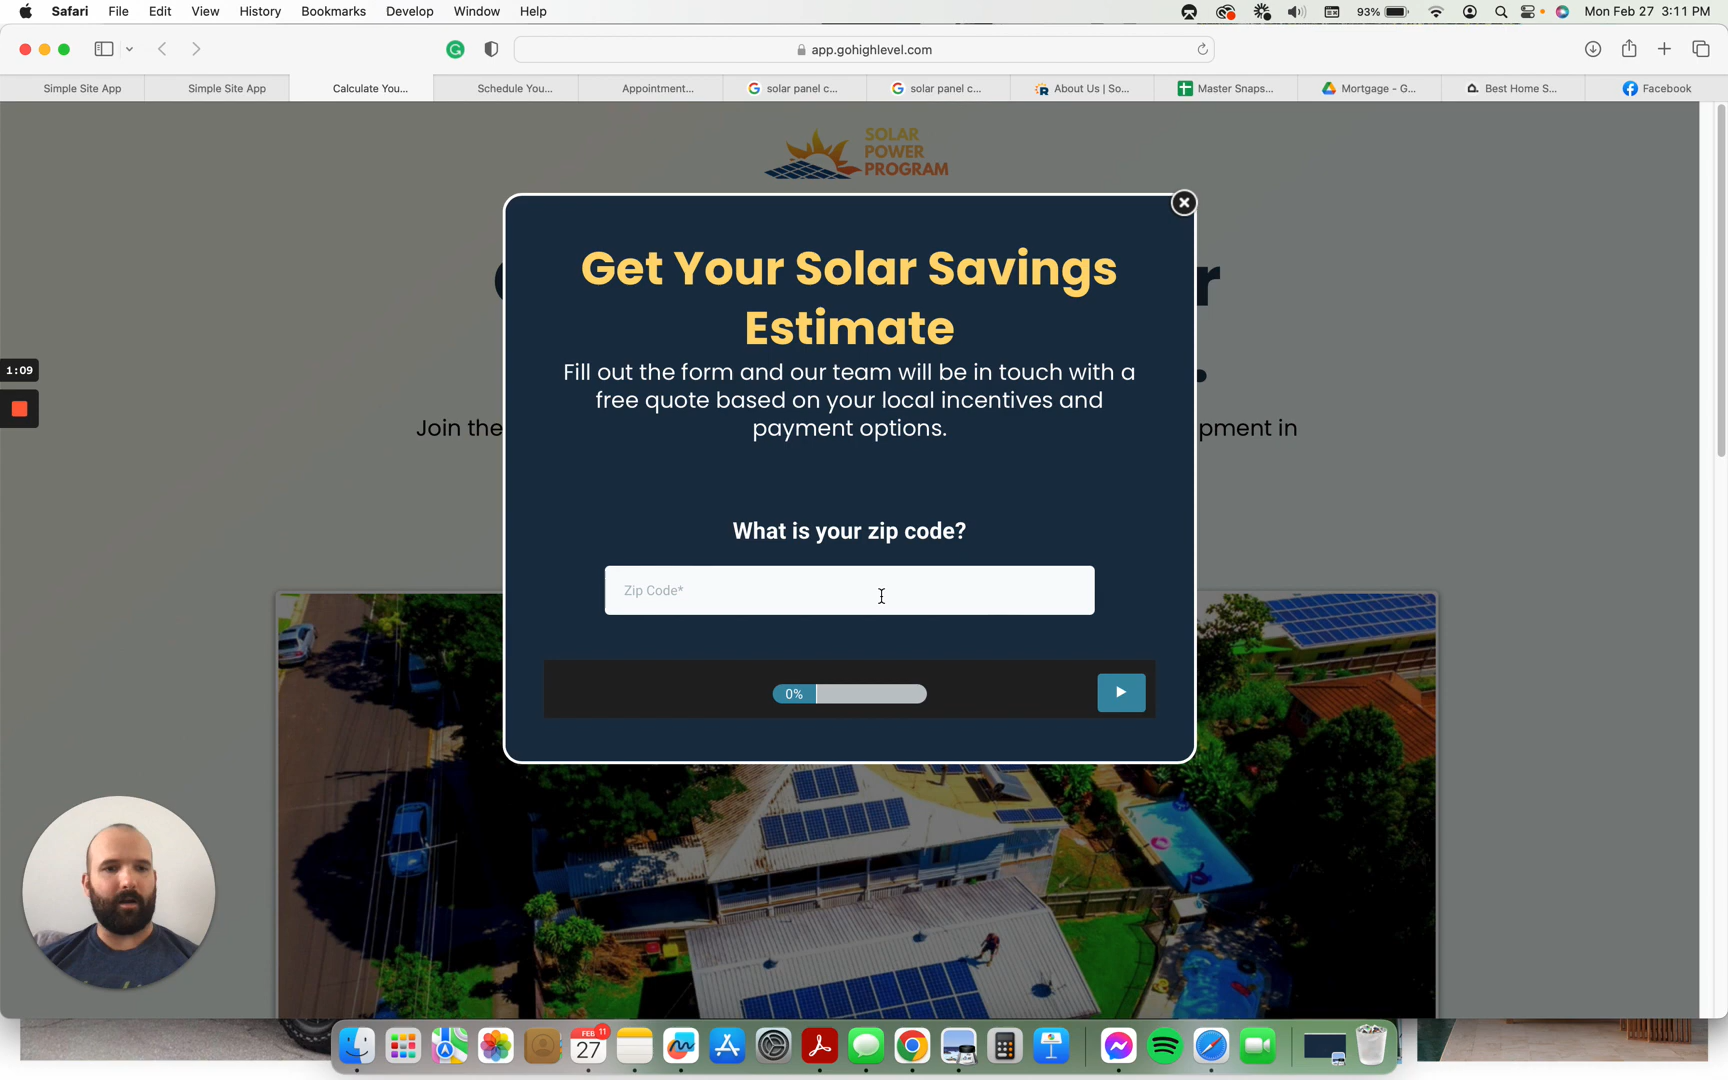 Safari File Edit View History Bookmarks Develop Window Help 93% Mon Feb 27 3:11 PM
app.gohighlevel.com
Simple Site App Simple Site App Calculate You... Schedule You... Appointment... solar panel c... solar panel c... About Us | So... Master Snaps... Mortgage - G... Best Home S... Facebook
SOLAR
POWER
PROGRAM
Get Your Solar Savings
Estimate
Fill out the form and our team will be in touch with a
free quote based on your local incentives and
payment options.
1:09
Join the
pment in
What is your zip code?
Zip Code*
0%
FEB 11
27